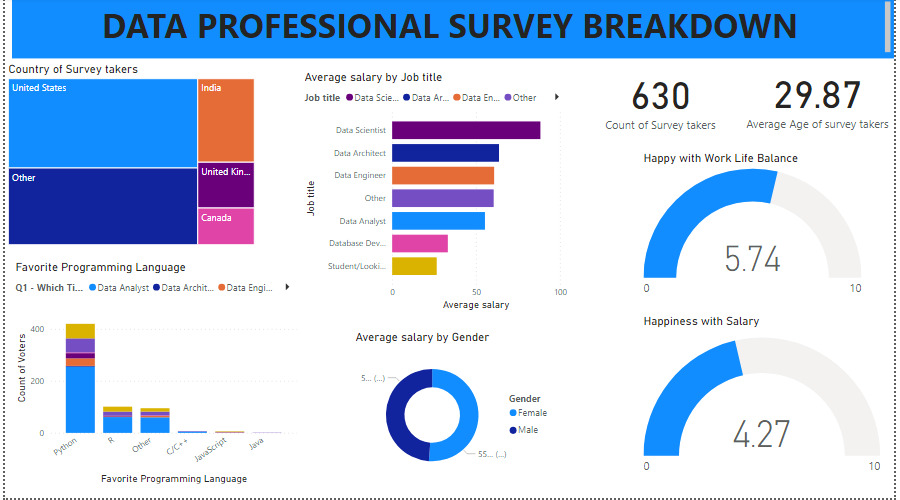 DATA PROFESSIONAL SURVEY BREAKDOWN
Country of Survey takers
United States
India
Other
United Kin...
Canada
Average salary by Job title
Job title Data Scie... Data Ar... Data En... Other
Data Scientist
Data Architect
Data Engineer
Other
Data Analyst
Database Dev...
Student/Looki...
Job title
0 50 100
Average salary
630
Count of Survey takers
29.87
Average Age of survey takers
Happy with Work Life Balance
5.74
0 10
Favorite Programming Language
Q1 - Which Ti... Data Analyst Data Archit... Data Engi...
Count of Voters
400
200
0
Python R Other C/C++ JavaScript Java
Favorite Programming Language
Average salary by Gender
5... (...)
55... (...)
Gender
Female
Male
Happiness with Salary
4.27
0 10